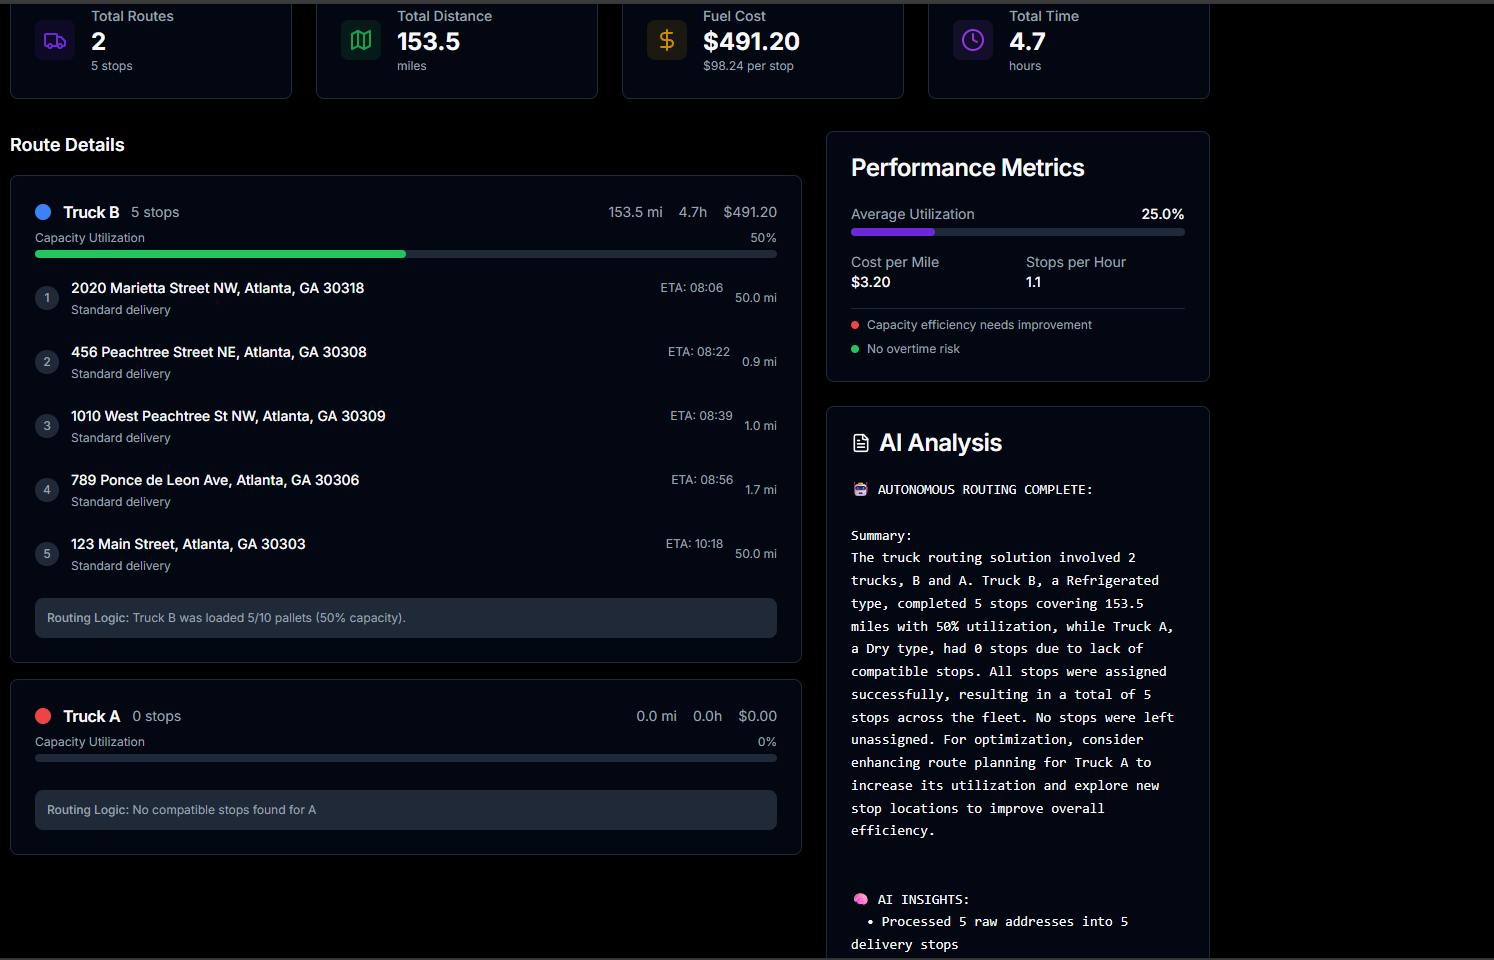 Total Routes
2
5 stops
Total Distance
153.5
miles
Fuel Cost
$491.20
$98.24 per stop
Total Time
4.7
hours
Route Details
Truck B 5 stops 153.5 mi 4.7h $491.20
Capacity Utilization 50%
1 2020 Marietta Street NW, Atlanta, GA 30318 ETA: 08:06 50.0 mi
Standard delivery
2 456 Peachtree Street NE, Atlanta, GA 30308 ETA: 08:22 0.9 mi
Standard delivery
3 1010 West Peachtree St NW, Atlanta, GA 30309 ETA: 08:39 1.0 mi
Standard delivery
4 789 Ponce de Leon Ave, Atlanta, GA 30306 ETA: 08:56 1.7 mi
Standard delivery
5 123 Main Street, Atlanta, GA 30303 ETA: 10:18 50.0 mi
Standard delivery
Routing Logic: Truck B was loaded 5/10 pallets (50% capacity).
Truck A 0 stops 0.0 mi 0.0h $0.00
Capacity Utilization 0%
Routing Logic: No compatible stops found for A
Performance Metrics
Average Utilization 25.0%
Cost per Mile Stops per Hour
$3.20 1.1
Capacity efficiency needs improvement
No overtime risk
AI Analysis
AUTONOMOUS ROUTING COMPLETE:
Summary:
The truck routing solution involved 2
trucks, B and A. Truck B, a Refrigerated
type, completed 5 stops covering 153.5
miles with 50% utilization, while Truck A,
a Dry type, had 0 stops due to lack of
compatible stops. All stops were assigned
successfully, resulting in a total of 5
stops across the fleet. No stops were left
unassigned. For optimization, consider
enhancing route planning for Truck A to
increase its utilization and explore new
stop locations to improve overall
efficiency.
AI INSIGHTS:
• Processed 5 raw addresses into 5
delivery stops